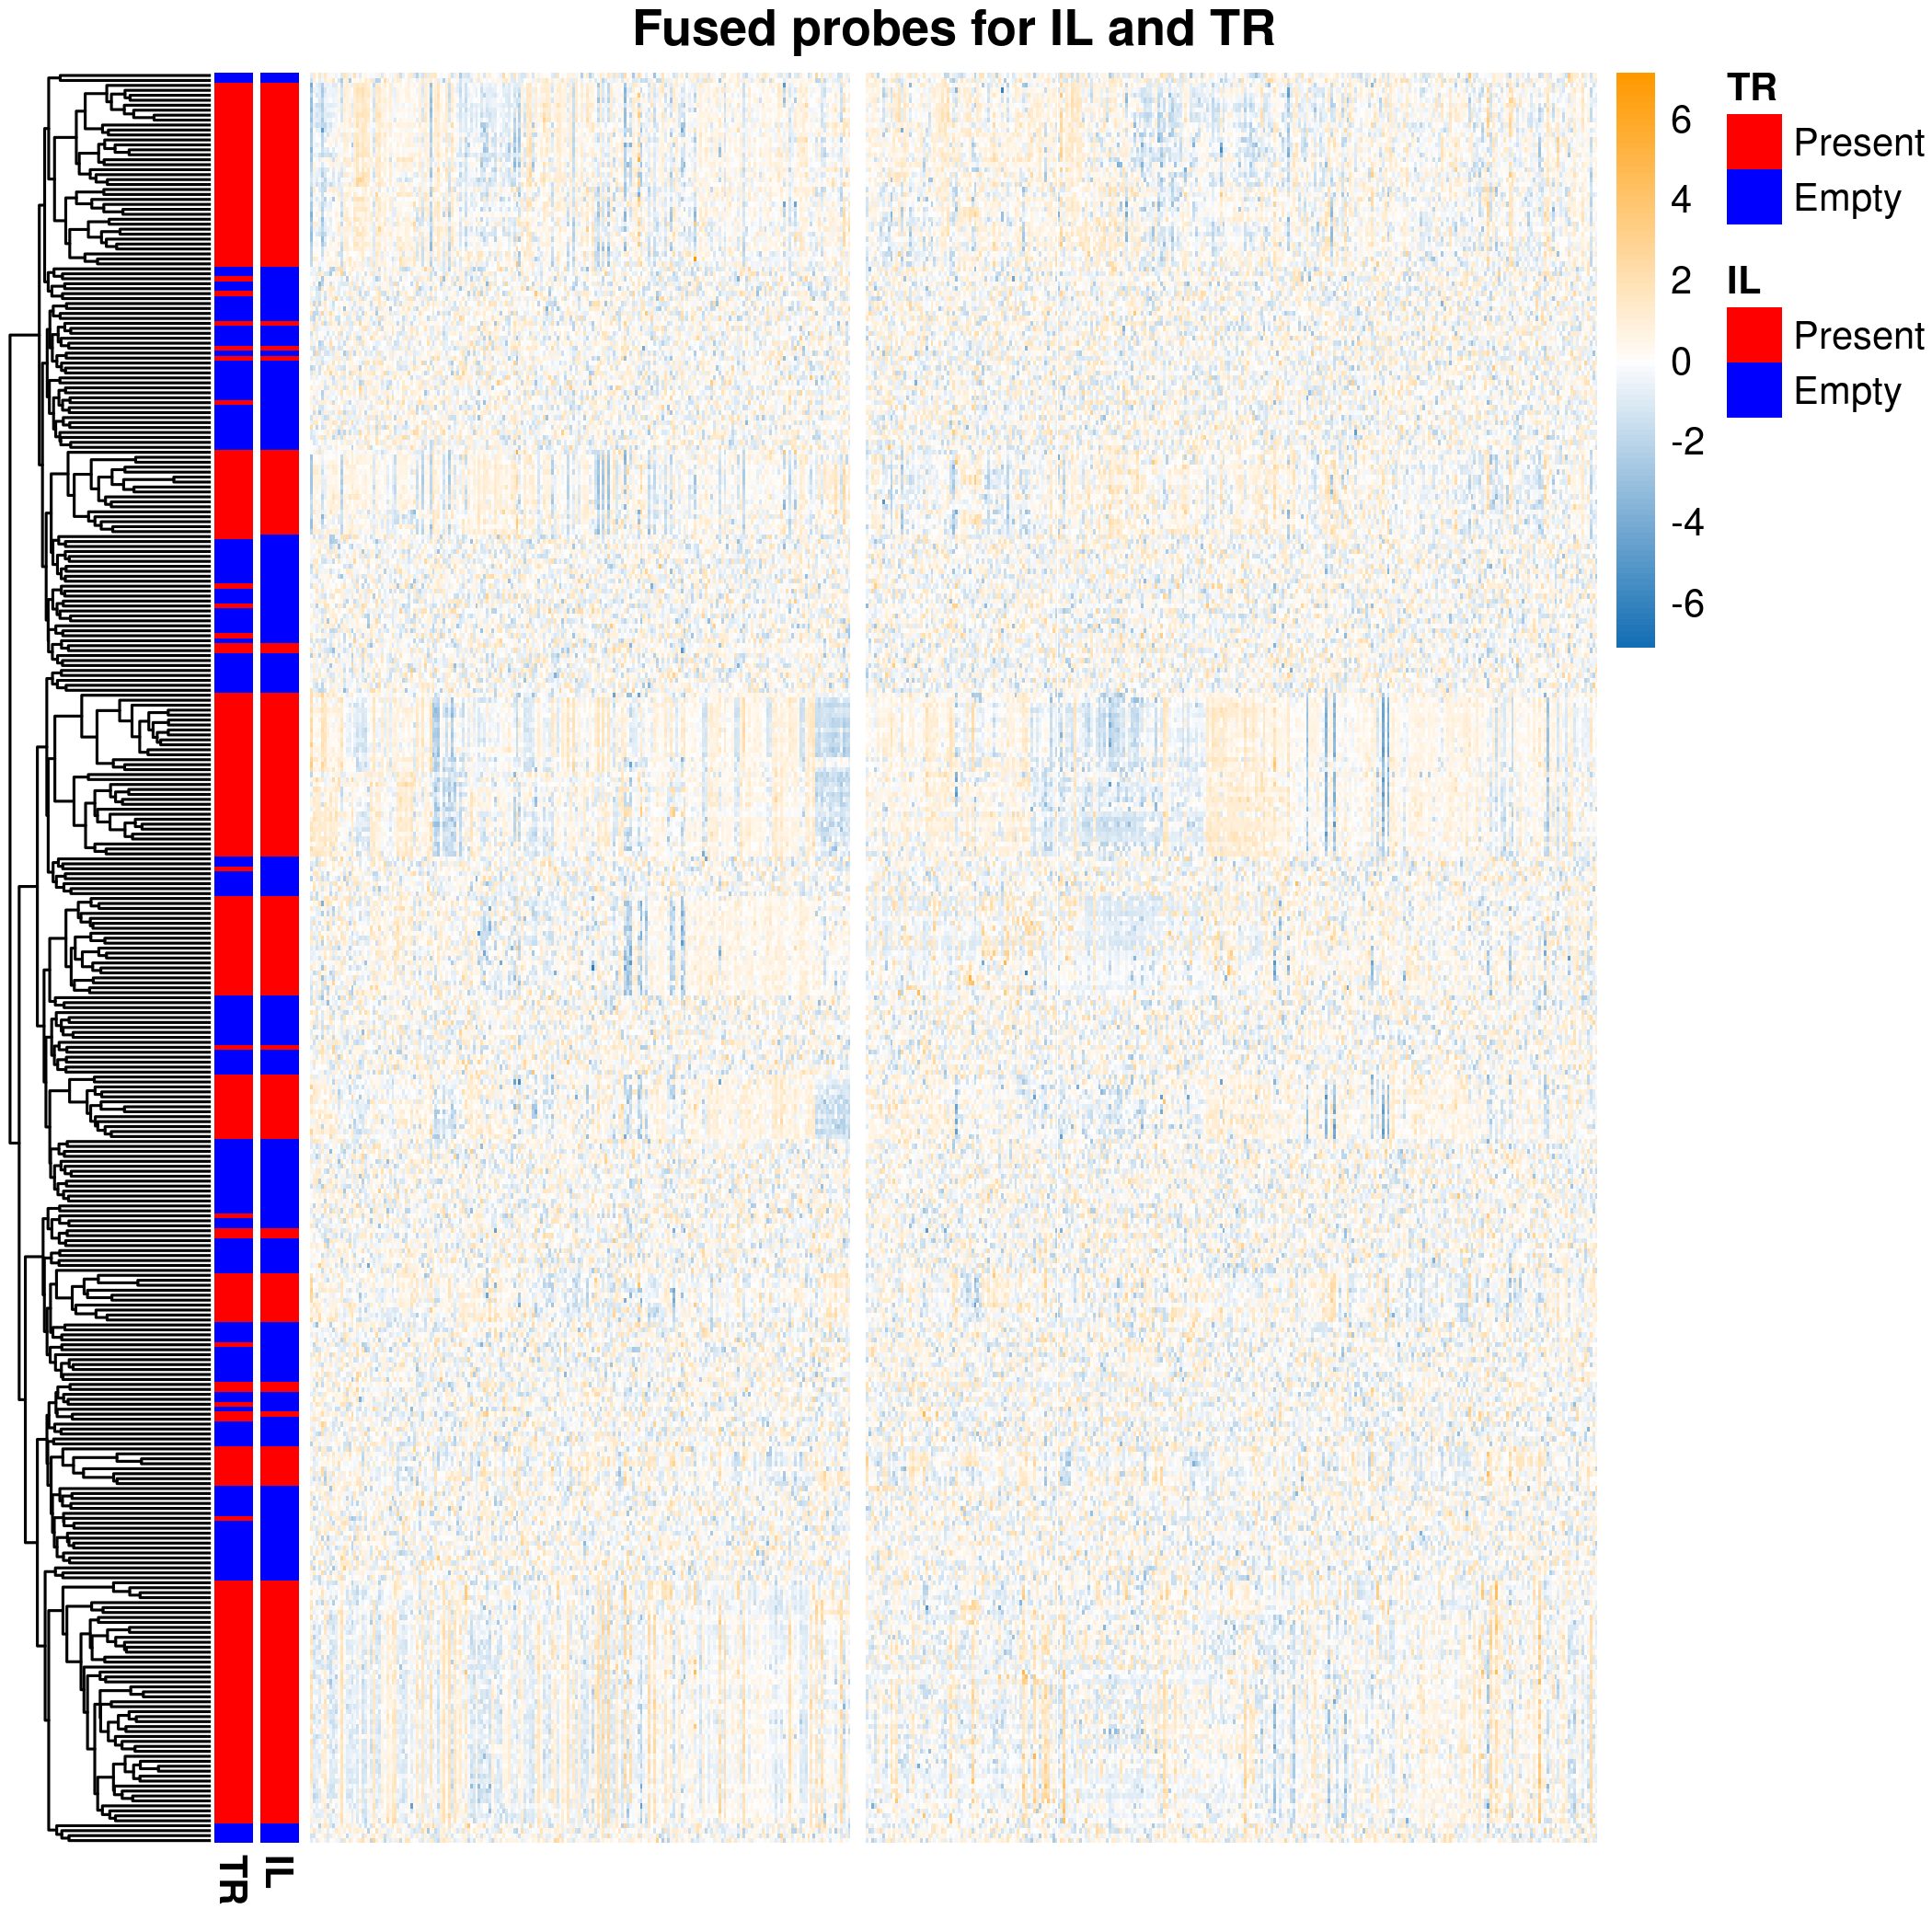 Fused probes for IL and TR
6
4
2
0
-2
-4
-6
TR
Present
Empty
IL
Present
Empty
TR
IL